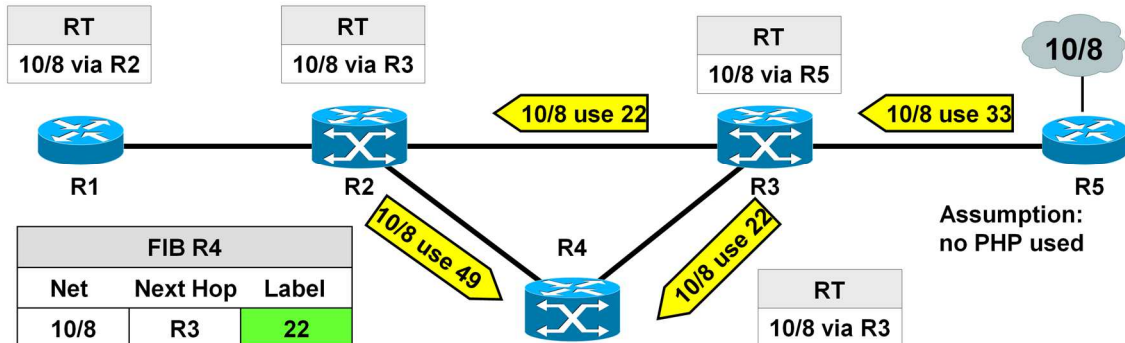 RT
10/8 via R2
RT
10/8 via R3
RT
10/8 via R5
10/8
10/8 use 22
10/8 use 33
R1
R2
R3
R5
Assumption:
no PHP used
10/8 use 49
R4
10/8 use 22
FIB R4
Net Next Hop Label
10/8 R3 22
RT
10/8 via R3